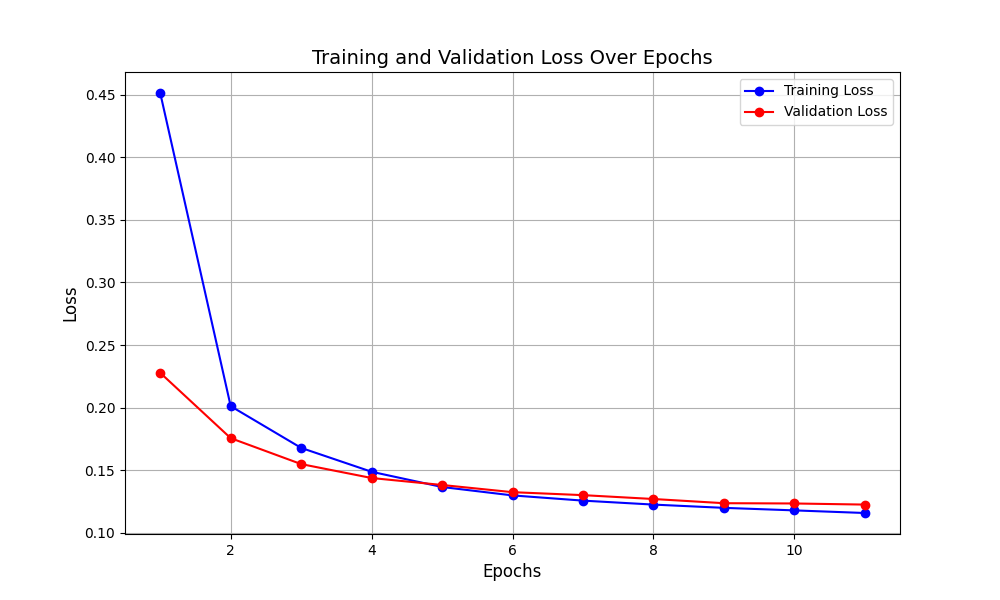 Training and Validation Loss Over Epochs
Training Loss
Validation Loss
0.45
0.40
0.35
0.30
0.25
0.20
0.15
0.10
Loss
2 4 6 8 10
Epochs